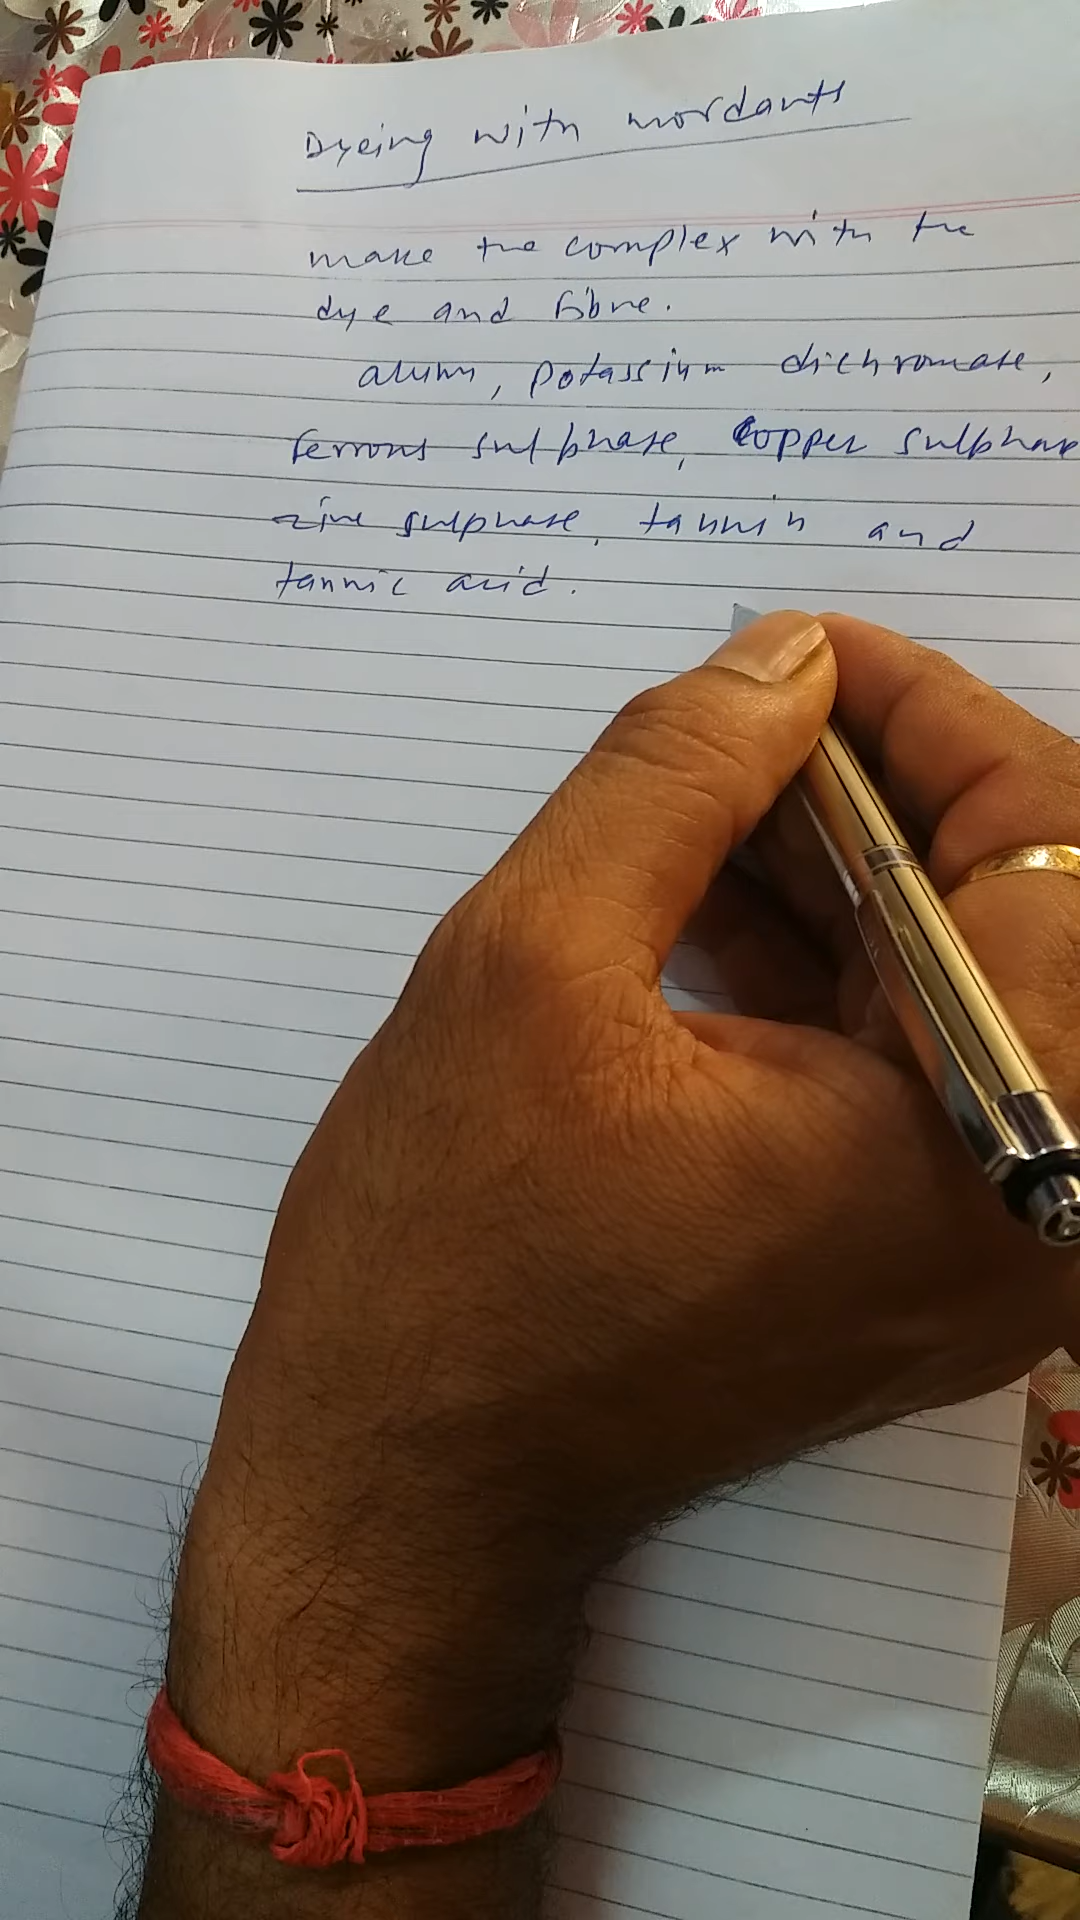 Dyeing with mordants
make the complex with the
dye and fibre.
alum, potassium dichromate,
ferrous sulphate, Copper sulphate
zinc sulphate, tannin and
tannic acid.